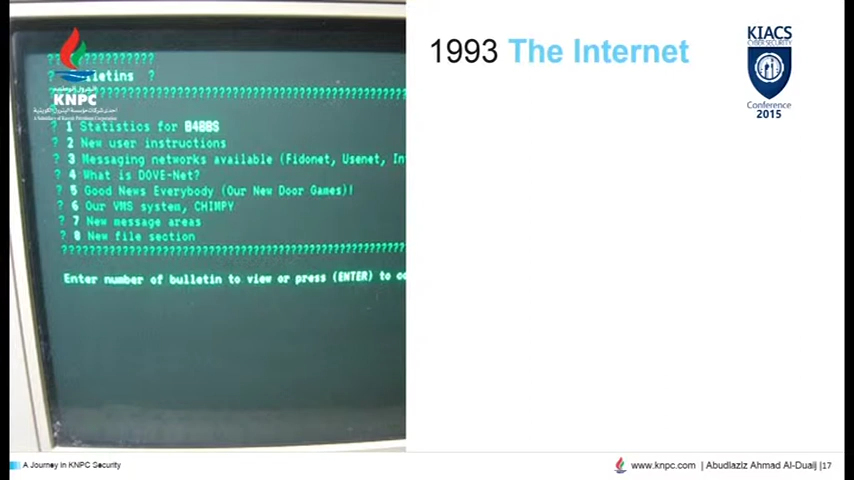 1993 The Internet
KIACS
CYBER SECURITY
Conference
2015
????????????
? letins ?
KNPC
? 1 Statistics for B4BBS
? 2 New user instructions
? 3 Messaging networks available (Fidonet, Usenet, In
? 4 What is DOVE-Net?
? 5 Good News Everybody (Our New Door Games)!
? 6 Our VMS system, CHIMPY
? 7 New message areas
? 8 New file section
Enter number of bulletin to view or press (ENTER) to co
A Journey in KNPC Security
www.knpc.com | Abudlaziz Ahmad Al-Duaij |17